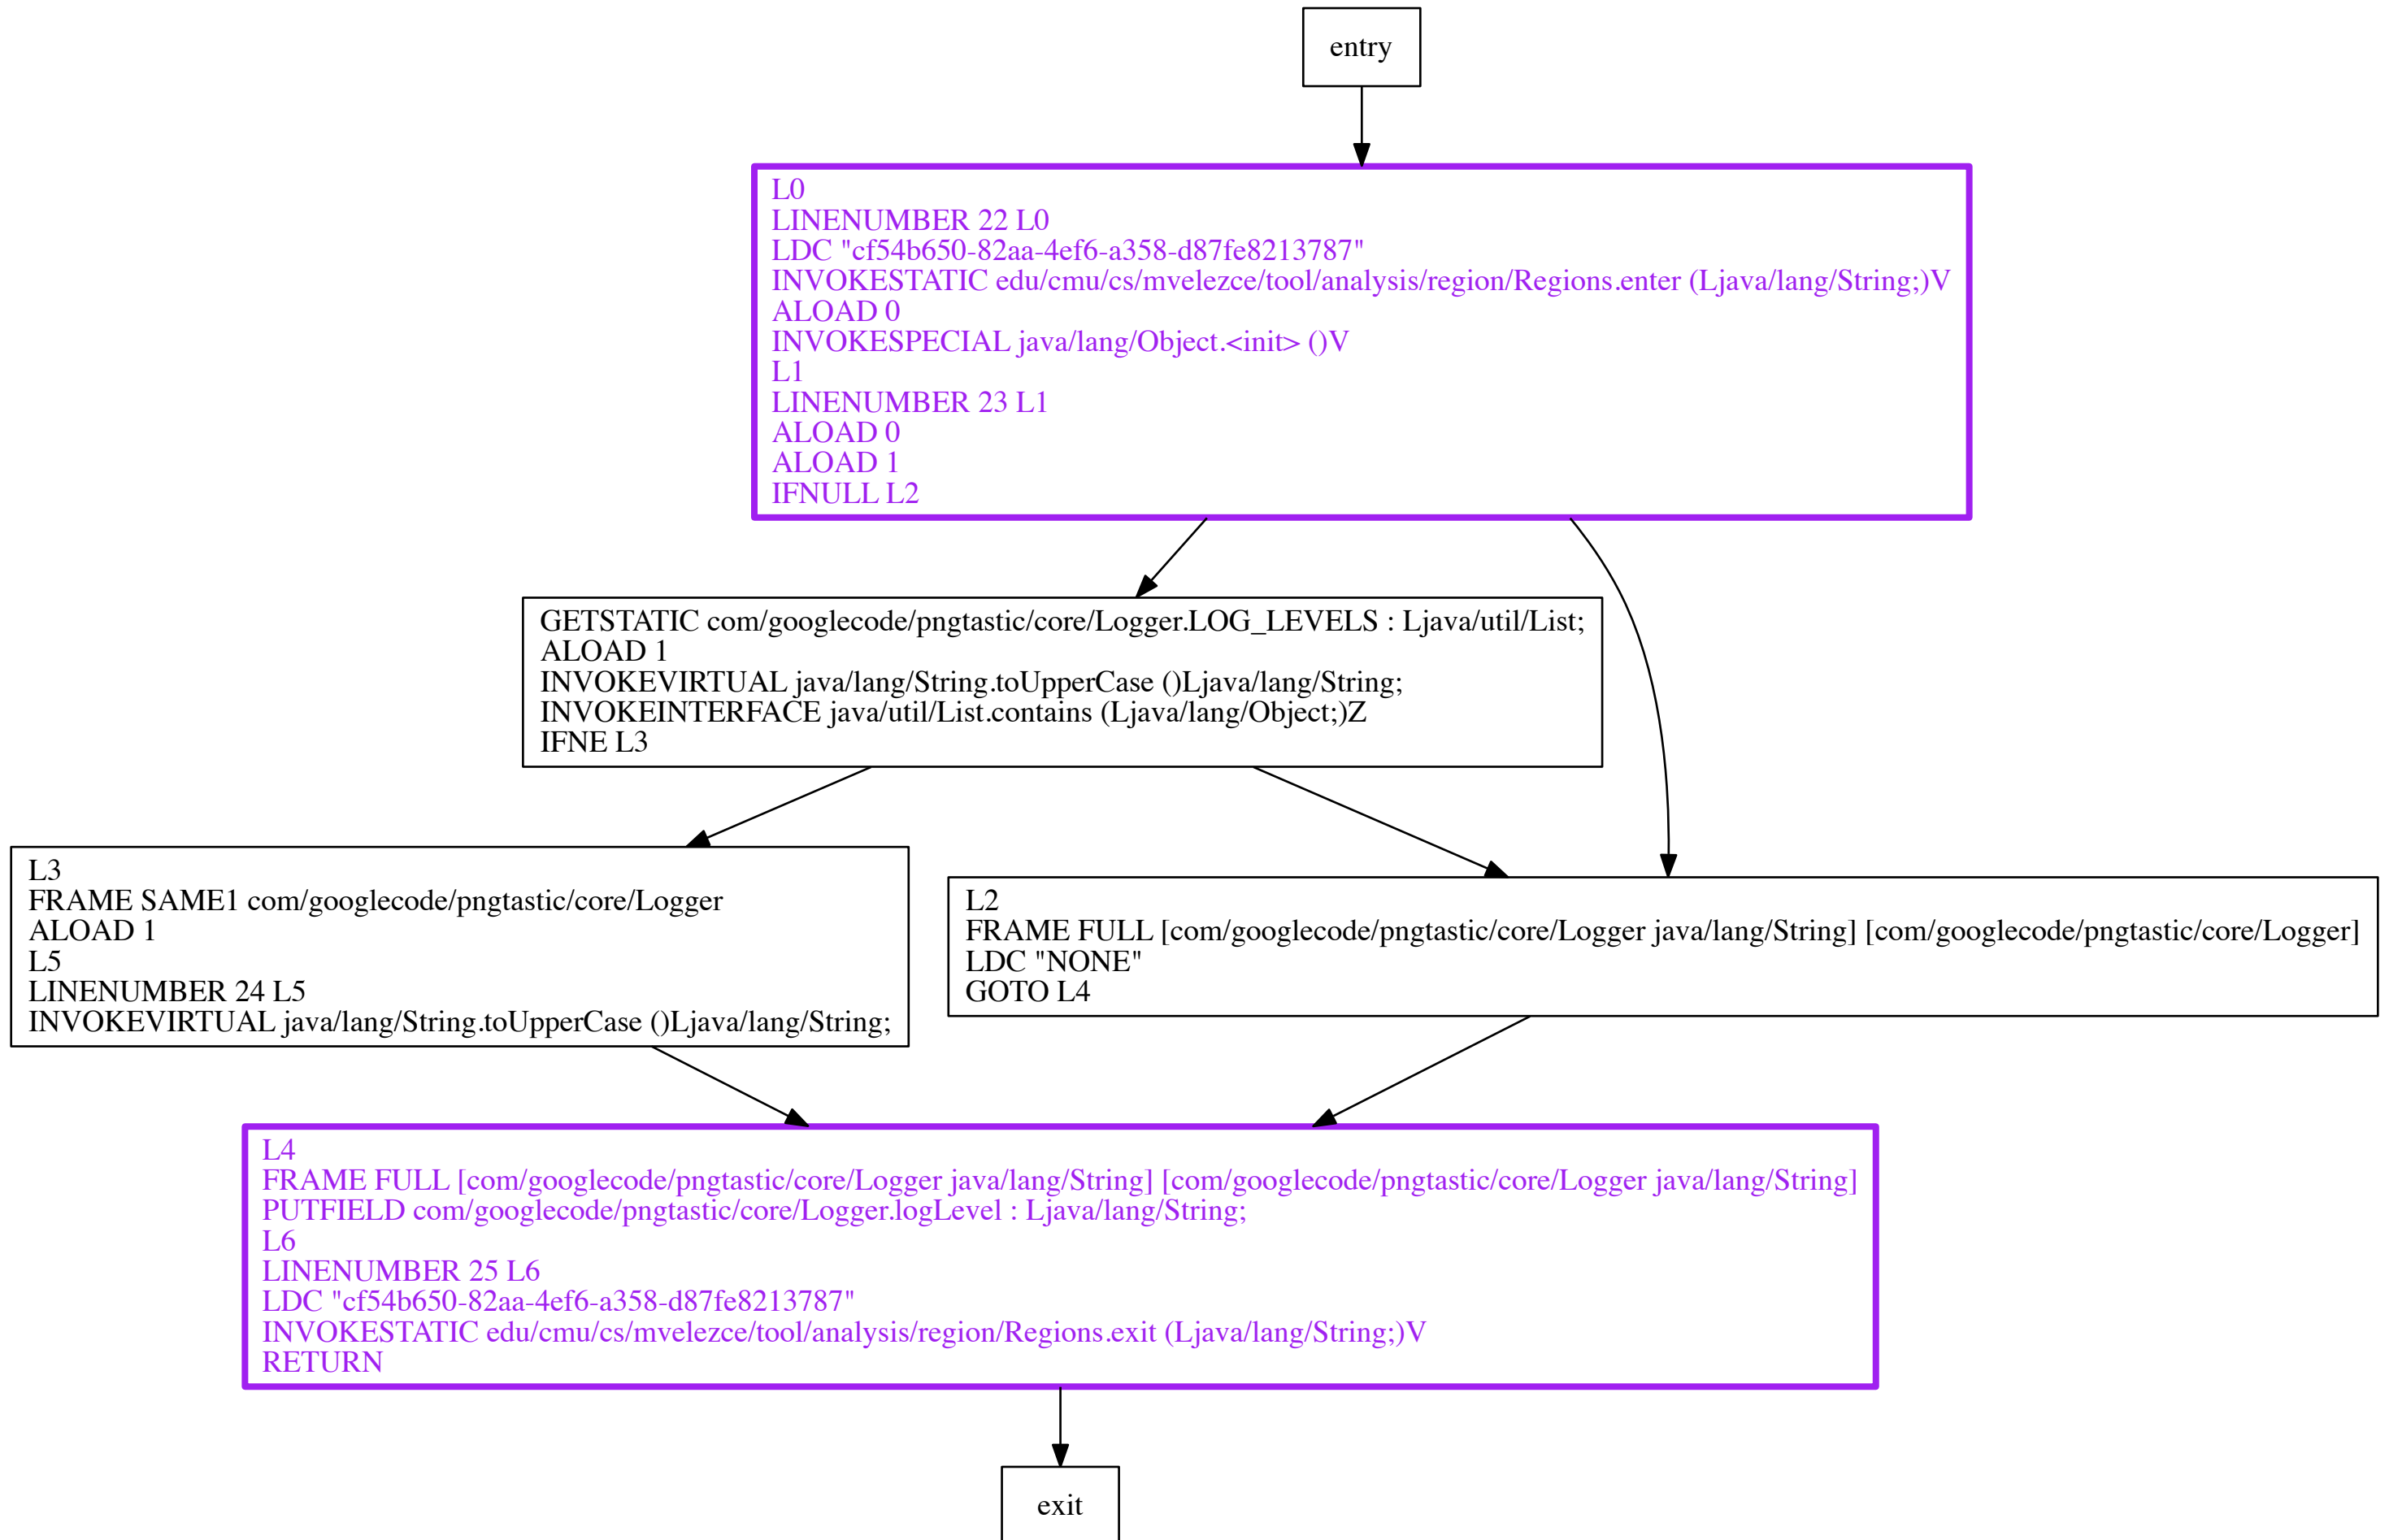 entry
L0
LINENUMBER 22 L0
LDC "cf54b650-82aa-4ef6-a358-d87fe8213787"
INVOKESTATIC edu/cmu/cs/mvelezce/tool/analysis/region/Regions.enter (Ljava/lang/String;)V
ALOAD 0
INVOKESPECIAL java/lang/Object.<init> ()V
L1
LINENUMBER 23 L1
ALOAD 0
ALOAD 1
IFNULL L2
GETSTATIC com/googlecode/pngtastic/core/Logger.LOG_LEVELS : Ljava/util/List;
ALOAD 1
INVOKEVIRTUAL java/lang/String.toUpperCase ()Ljava/lang/String;
INVOKEINTERFACE java/util/List.contains (Ljava/lang/Object;)Z
IFNE L3
L3
FRAME SAME1 com/googlecode/pngtastic/core/Logger
ALOAD 1
L5
LINENUMBER 24 L5
INVOKEVIRTUAL java/lang/String.toUpperCase ()Ljava/lang/String;
L2
FRAME FULL [com/googlecode/pngtastic/core/Logger java/lang/String] [com/googlecode/pngtastic/core/Logger]
LDC "NONE"
GOTO L4
L4
FRAME FULL [com/googlecode/pngtastic/core/Logger java/lang/String] [com/googlecode/pngtastic/core/Logger java/lang/String]
PUTFIELD com/googlecode/pngtastic/core/Logger.logLevel : Ljava/lang/String;
L6
LINENUMBER 25 L6
LDC "cf54b650-82aa-4ef6-a358-d87fe8213787"
INVOKESTATIC edu/cmu/cs/mvelezce/tool/analysis/region/Regions.exit (Ljava/lang/String;)V
RETURN
exit